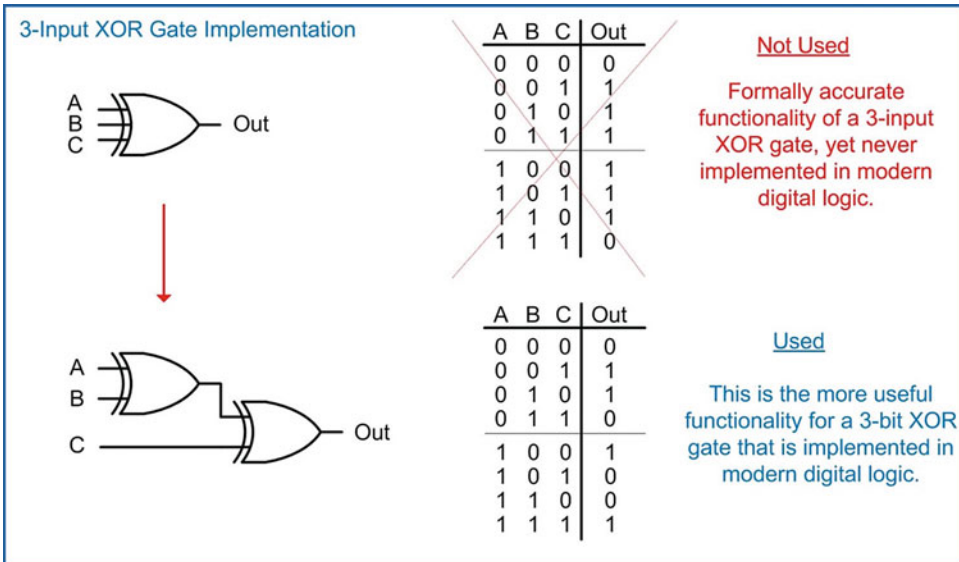 3-Input XOR Gate Implementation
A
B
C
Out
A B C Out
0 0 0 0
0 0 1 1
0 1 0 1
0 1 1 1
1 0 0 1
1 0 1 1
1 1 0 1
1 1 1 0
Not Used
Formally accurate
functionality of a 3-input
XOR gate, yet never
implemented in modern
digital logic.
A
B
C
Out
A B C Out
0 0 0 0
0 0 1 1
0 1 0 1
0 1 1 0
1 0 0 1
1 0 1 0
1 1 0 0
1 1 1 1
Used
This is the more useful
functionality for a 3-bit XOR
gate that is implemented in
modern digital logic.